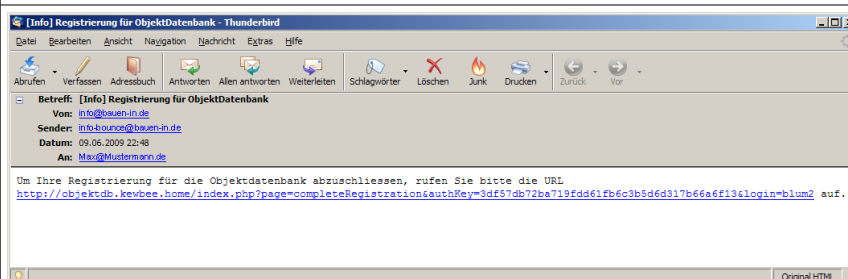 [Info] Registrierung für ObjektDatenbank - Thunderbird
Datei Bearbeiten Ansicht Navigation Nachricht Extras Hilfe
Abrufen Verfassen Adressbuch Antworten Allen antworten Weiterleiten Schlagwörter Löschen Junk Drucken Zurück Vor
Betreff: [Info] Registrierung für ObjektDatenbank
Von: info@bauen-in.de
Sender: info-bounce@bauen-in.de
Datum: 09.06.2009 22:48
An: Max@Mustermann.de
Um Ihre Registrierung für die Objektdatenbank abzuschliessen, rufen Sie bitte die URL
http://objektdb.kewbee.home/index.php?page=completeRegistration&authKey=3df57db72ba719fdd61fb6c3b5d6d317b66a6f13&login=blum2 auf.
Original HTML